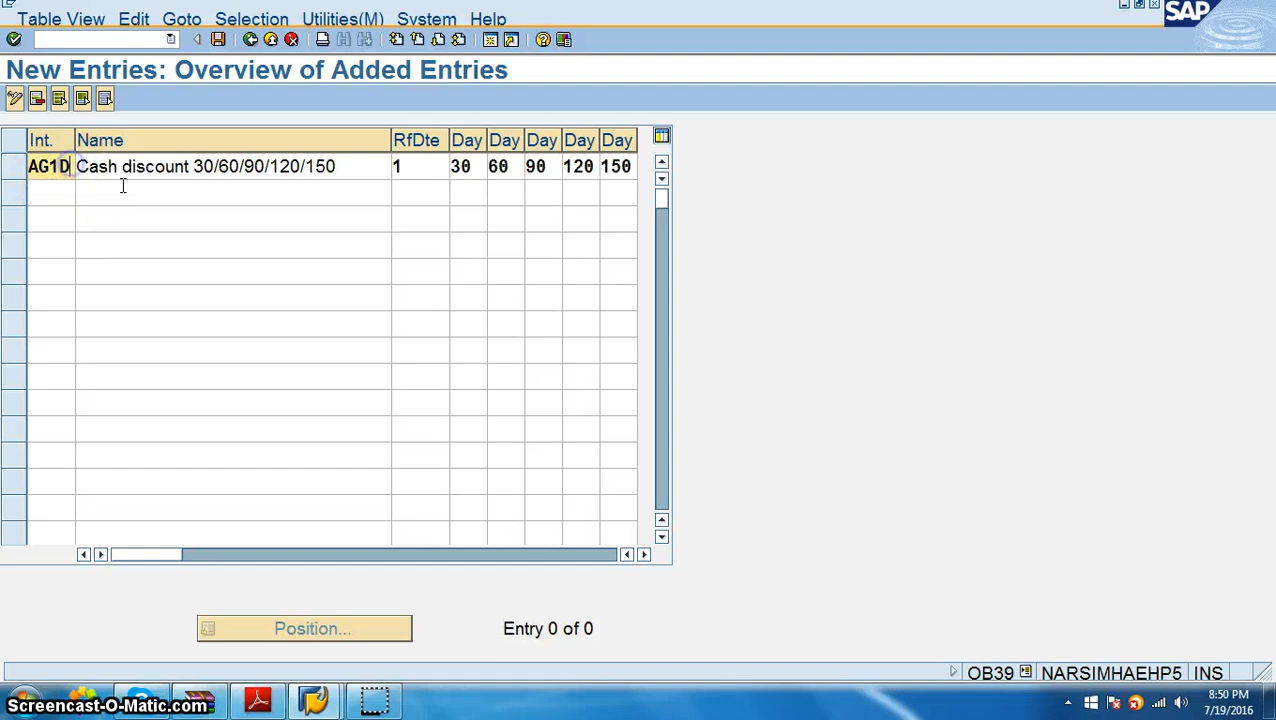 Table View Edit Goto Selection Utilities(M) System Help
SAP
New Entries: Overview of Added Entries
Int. Name RfDte Day Day Day Day Day
AG1D Cash discount 30/60/90/120/150 1 30 60 90 120 150
Position... Entry 0 of 0
OB39 NARSIMHAEHP5 INS
8:50 PM
Screencast-O-Matic.com
7/19/2016